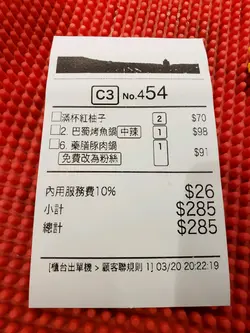 C3 No.454
滿杯紅柚子 2 $70
2. 巴蜀烤魚鍋 中辣 1 $98
6. 藥膳豚肉鍋 1 $91
免費改為粉絲
內用服務費10% $26
小計 $285
總計 $285
[櫃台出單機 > 顧客聯規則 1] 03/20 20:22:19